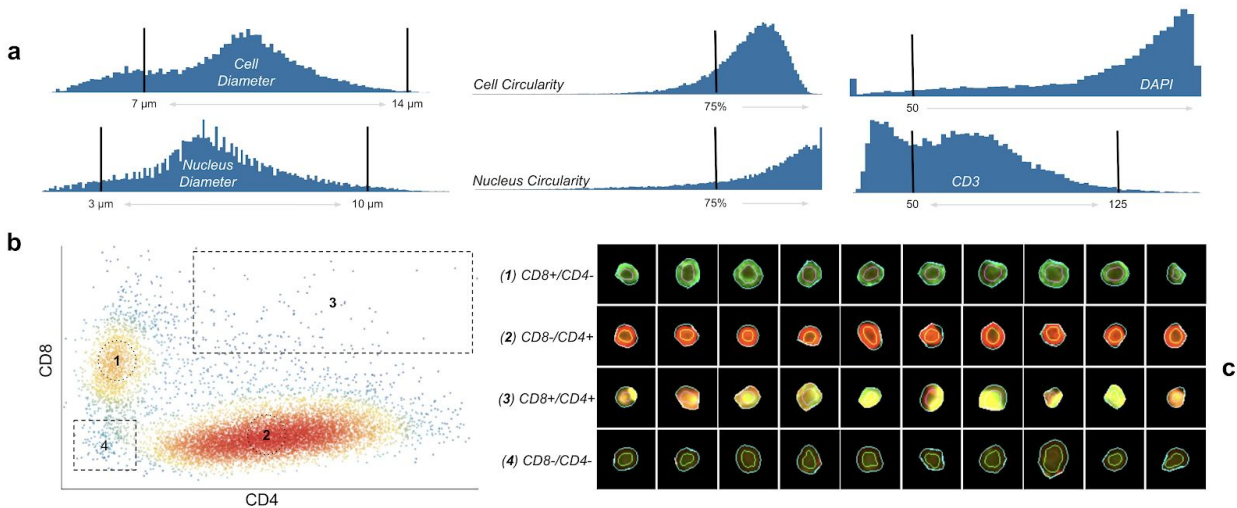 a
Cell
Diameter
7 µm
14 µm
Cell Circularity
75%
DAPI
50
Nucleus
Diameter
3 µm
10 µm
Nucleus Circularity
75%
CD3
50
125
b
CD8
1
2
3
4
CD4
(1) CD8+/CD4-
(2) CD8-/CD4+
(3) CD8+/CD4+
(4) CD8-/CD4-
c